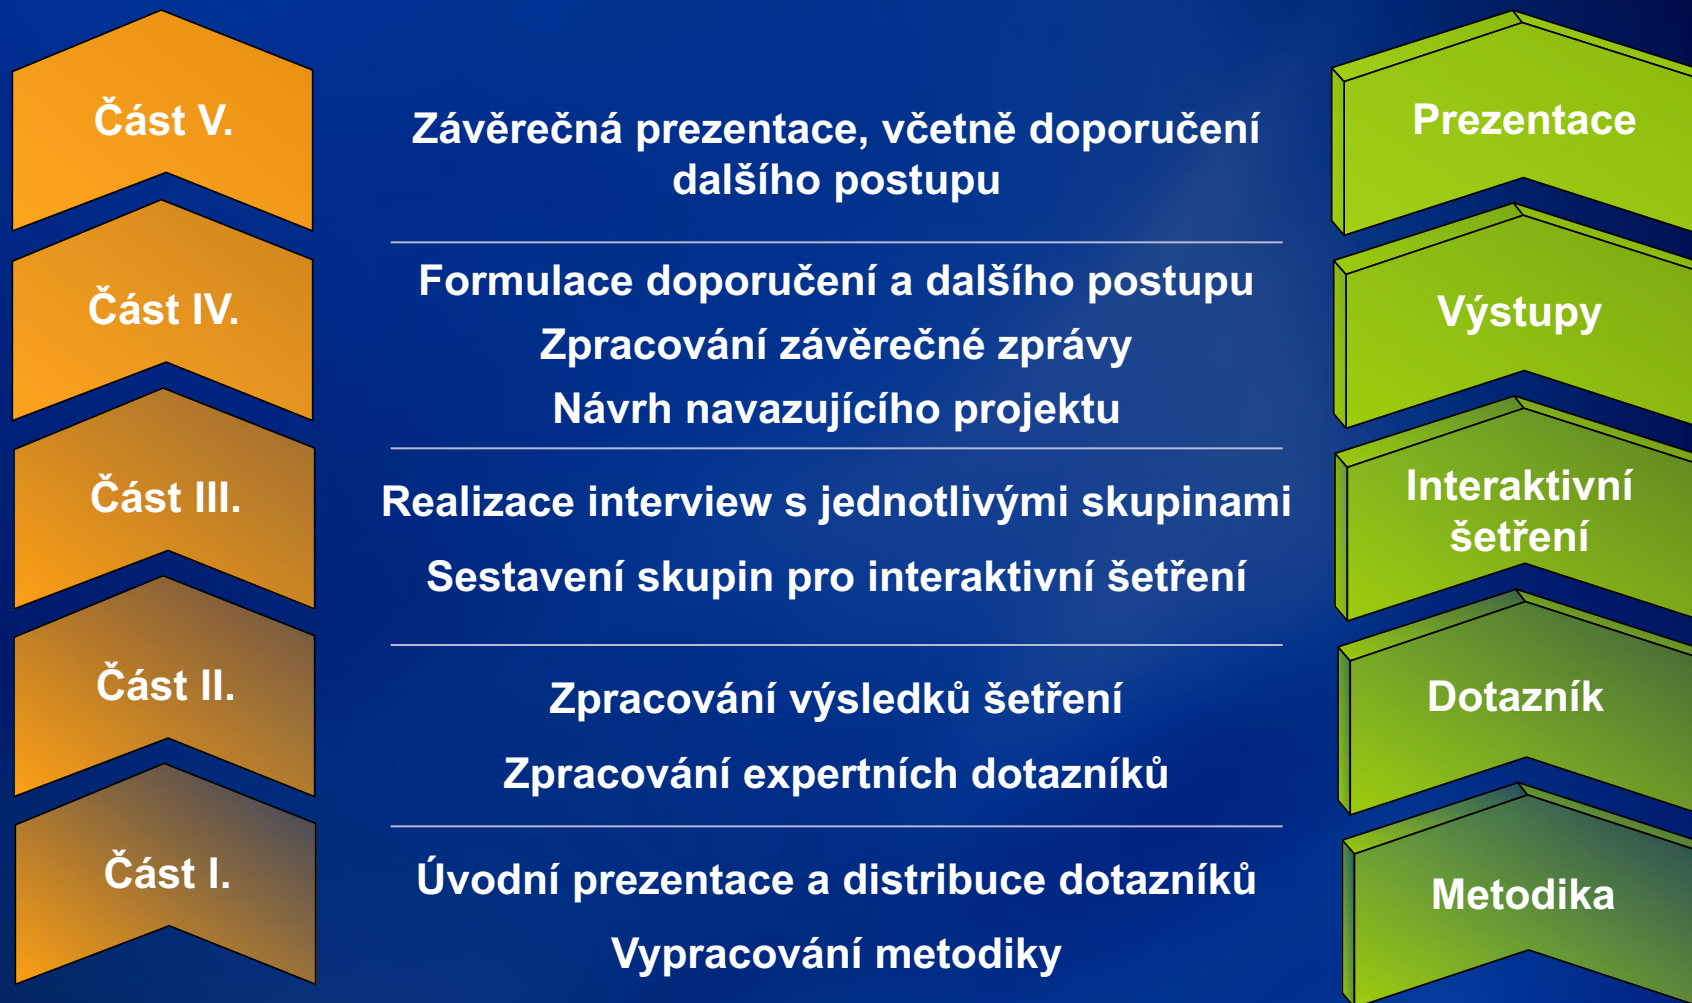 Část V.
Závěrečná prezentace, včetně doporučení
dalšího postupu
Prezentace
Část IV.
Formulace doporučení a dalšího postupu
Zpracování závěrečné zprávy
Návrh navazujícího projektu
Výstupy
Část III.
Realizace interview s jednotlivými skupinami
Sestavení skupin pro interaktivní šetření
Interaktivní
šetření
Část II.
Zpracování výsledků šetření
Zpracování expertních dotazníků
Dotazník
Část I.
Úvodní prezentace a distribuce dotazníků
Vypracování metodiky
Metodika